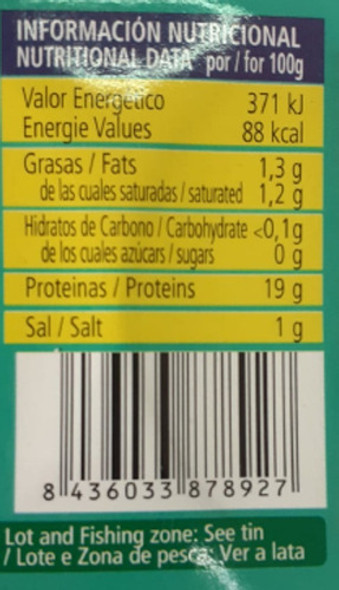 INFORMACIÓN NUTRICIONAL
NUTRITIONAL DATA por / for 100g
Valor Energético 371 kJ
Energie Values 88 kcal
Grasas / Fats 1,3 g
de las cuales saturadas / saturated 1,2 g
Hidratos de Carbono / Carbohydrate <0,1g
de los cuales azúcars / sugars 0 g
Proteinas / Proteins 19 g
Sal / Salt 1 g
8 436033 878927
Lot and Fishing zone: See tin
/ Lote e Zona de pesca: Ver a lata